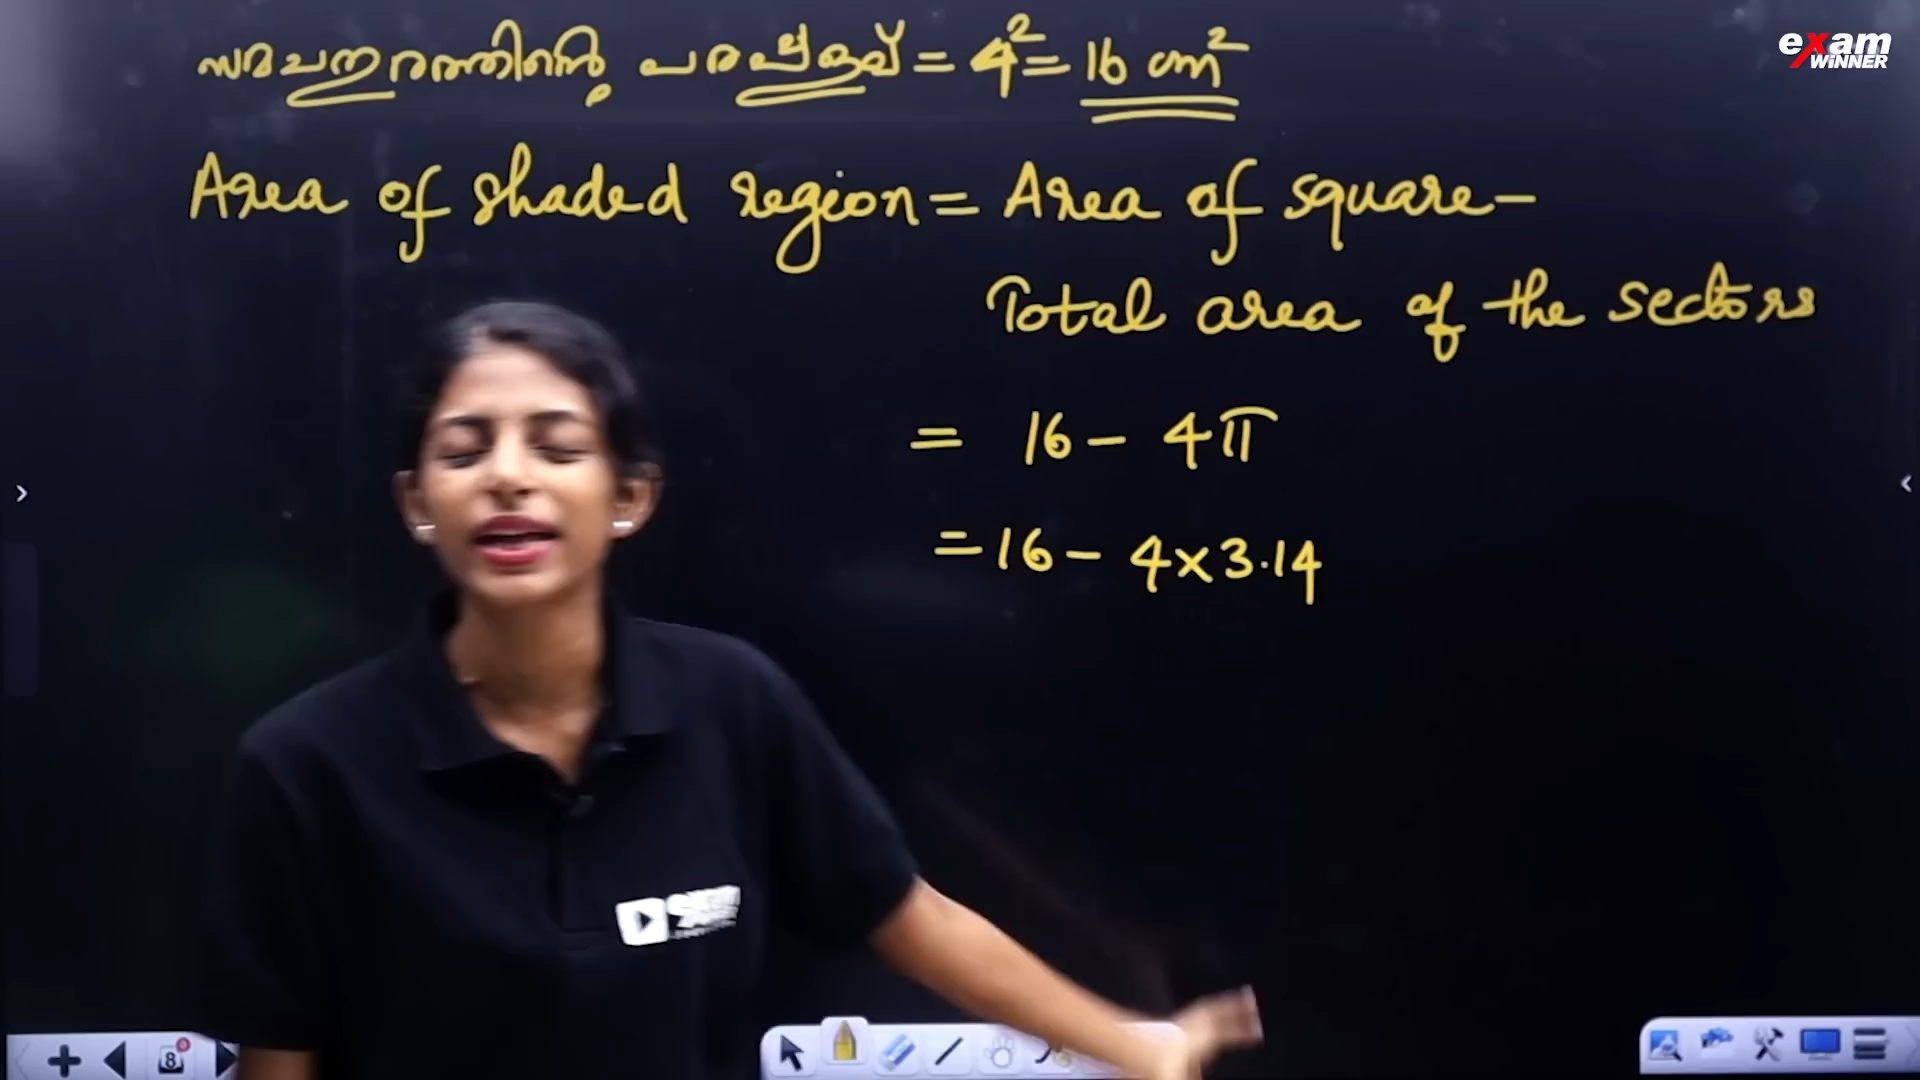 സമചതുരത്തിന്റെ പരപ്പളവ് = 4² = 16 cm²
exam WiNNER
Area of shaded region = Area of square -
Total area of the sectors
= 16 - 4π
= 16 - 4×3.14
8